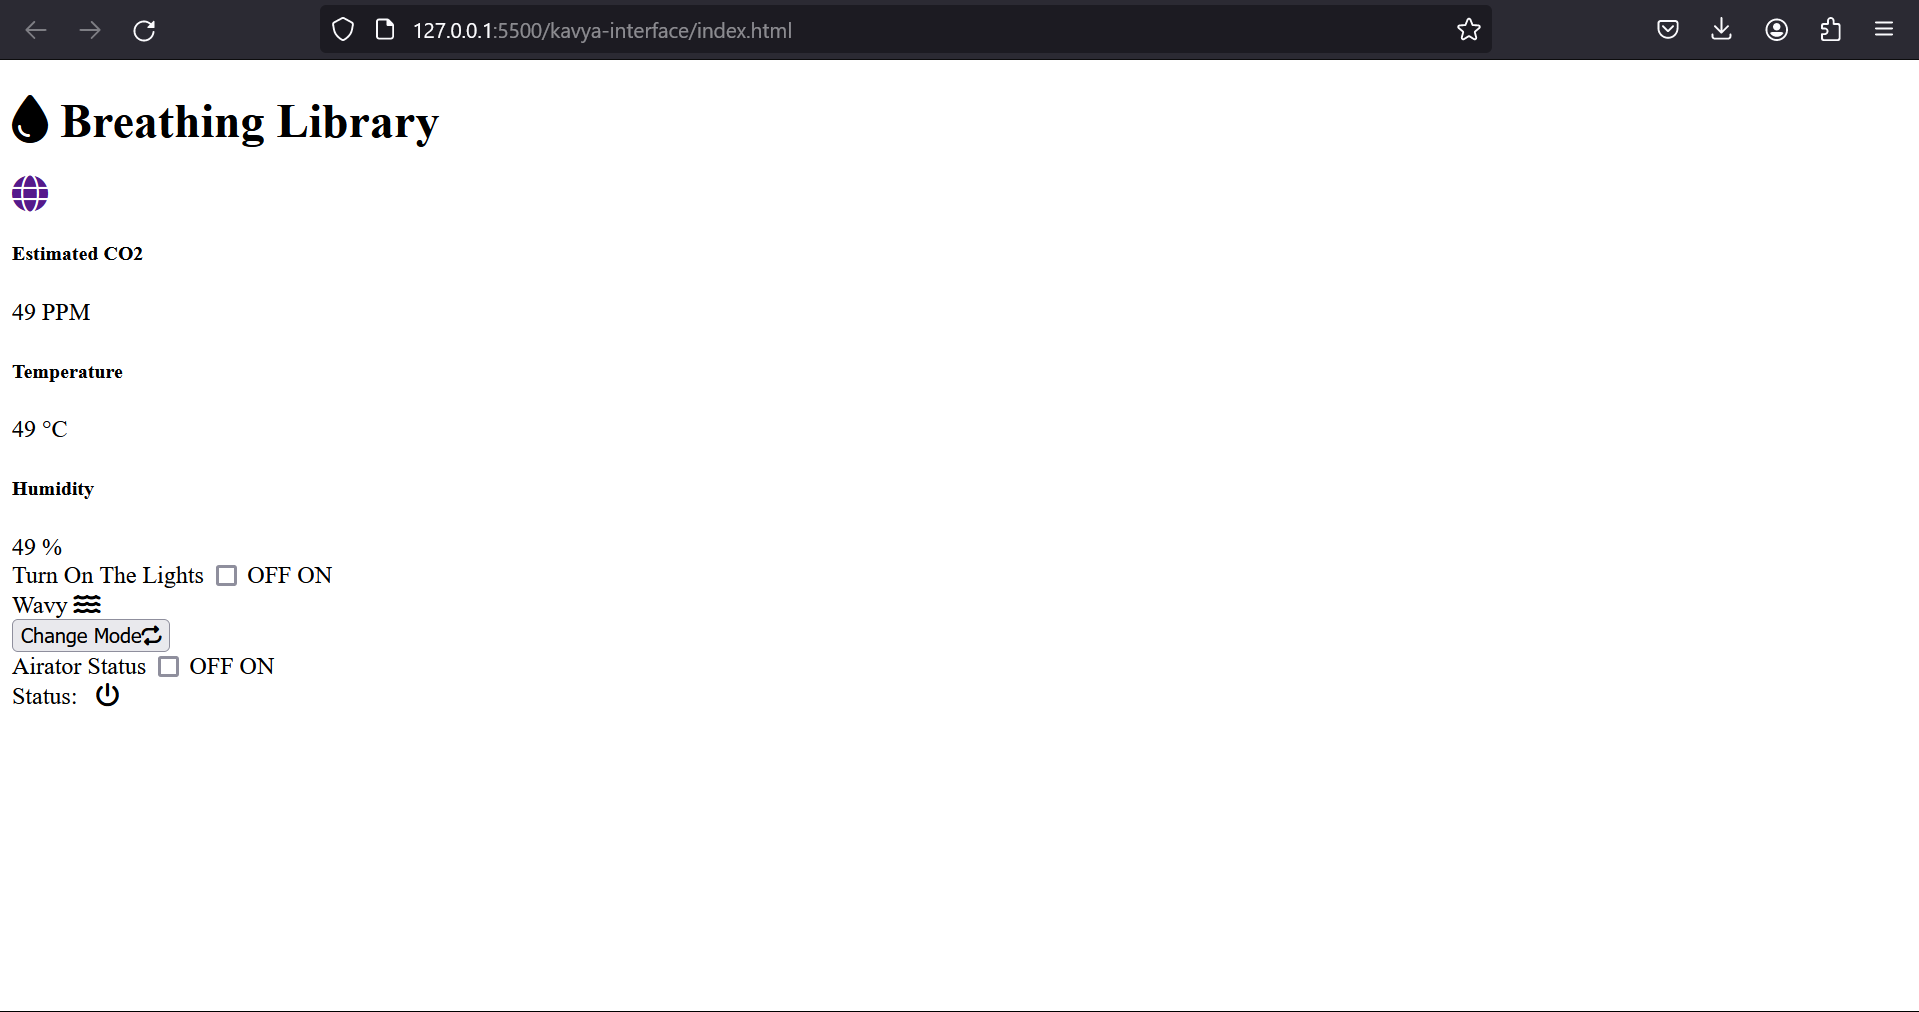 127.0.0.1:5500/kavya-interface/index.html
Breathing Library
Estimated CO2
49 PPM
Temperature
49 °C
Humidity
49 %
Turn On The Lights OFF ON
Wavy
Change Mode
Airator Status OFF ON
Status: